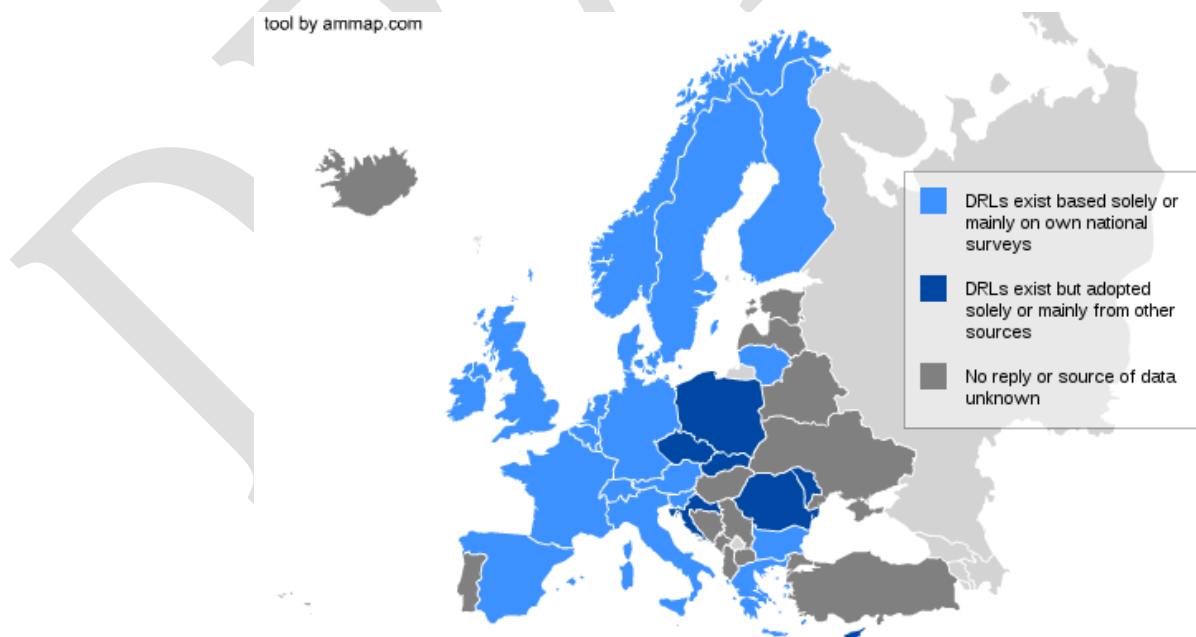 tool by ammap.com
DRLs exist based solely or
mainly on own national
surveys
DRLs exist but adopted
solely or mainly from other
sources
No reply or source of data
unknown